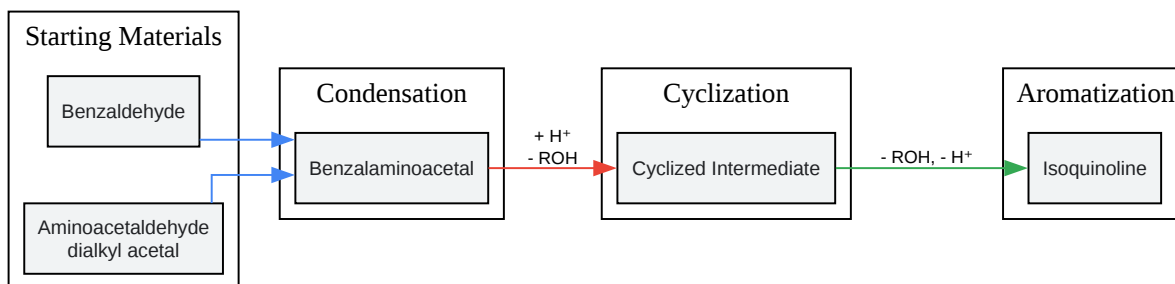 Starting Materials
Benzaldehyde
Aminoacetaldehyde
dialkyl acetal
Condensation
Benzalaminoacetal
+ H⁺
- ROH
Cyclization
Cyclized Intermediate
- ROH, - H⁺
Aromatization
Isoquinoline